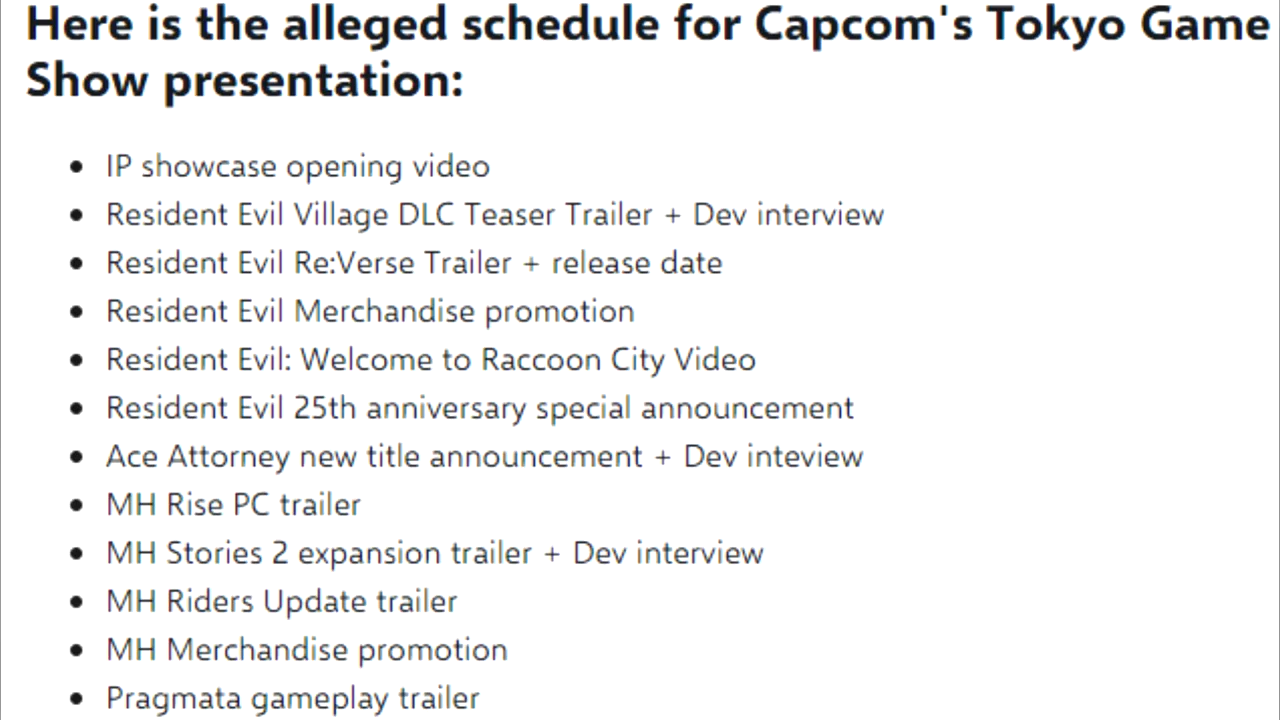 Here is the alleged schedule for Capcom's Tokyo Game
Show presentation:
• IP showcase opening video
• Resident Evil Village DLC Teaser Trailer + Dev interview
• Resident Evil Re:Verse Trailer + release date
• Resident Evil Merchandise promotion
• Resident Evil: Welcome to Raccoon City Video
• Resident Evil 25th anniversary special announcement
• Ace Attorney new title announcement + Dev inteview
• MH Rise PC trailer
• MH Stories 2 expansion trailer + Dev interview
• MH Riders Update trailer
• MH Merchandise promotion
• Pragmata gameplay trailer